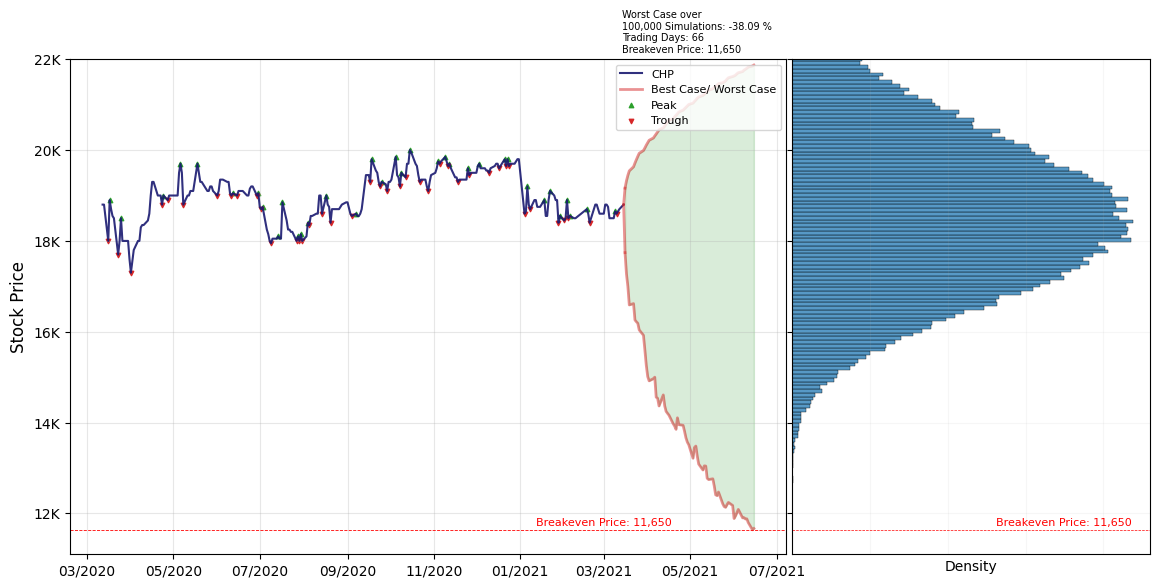 Worst Case over
100,000 Simulations: -38.09 %
Trading Days: 66
Breakeven Price: 11,650
22K
20K
18K
16K
14K
12K
Stock Price
CHP
Best Case/ Worst Case
Peak
Trough
Breakeven Price: 11,650
Breakeven Price: 11,650
03/2020
05/2020
07/2020
09/2020
11/2020
01/2021
03/2021
05/2021
07/2021
Density